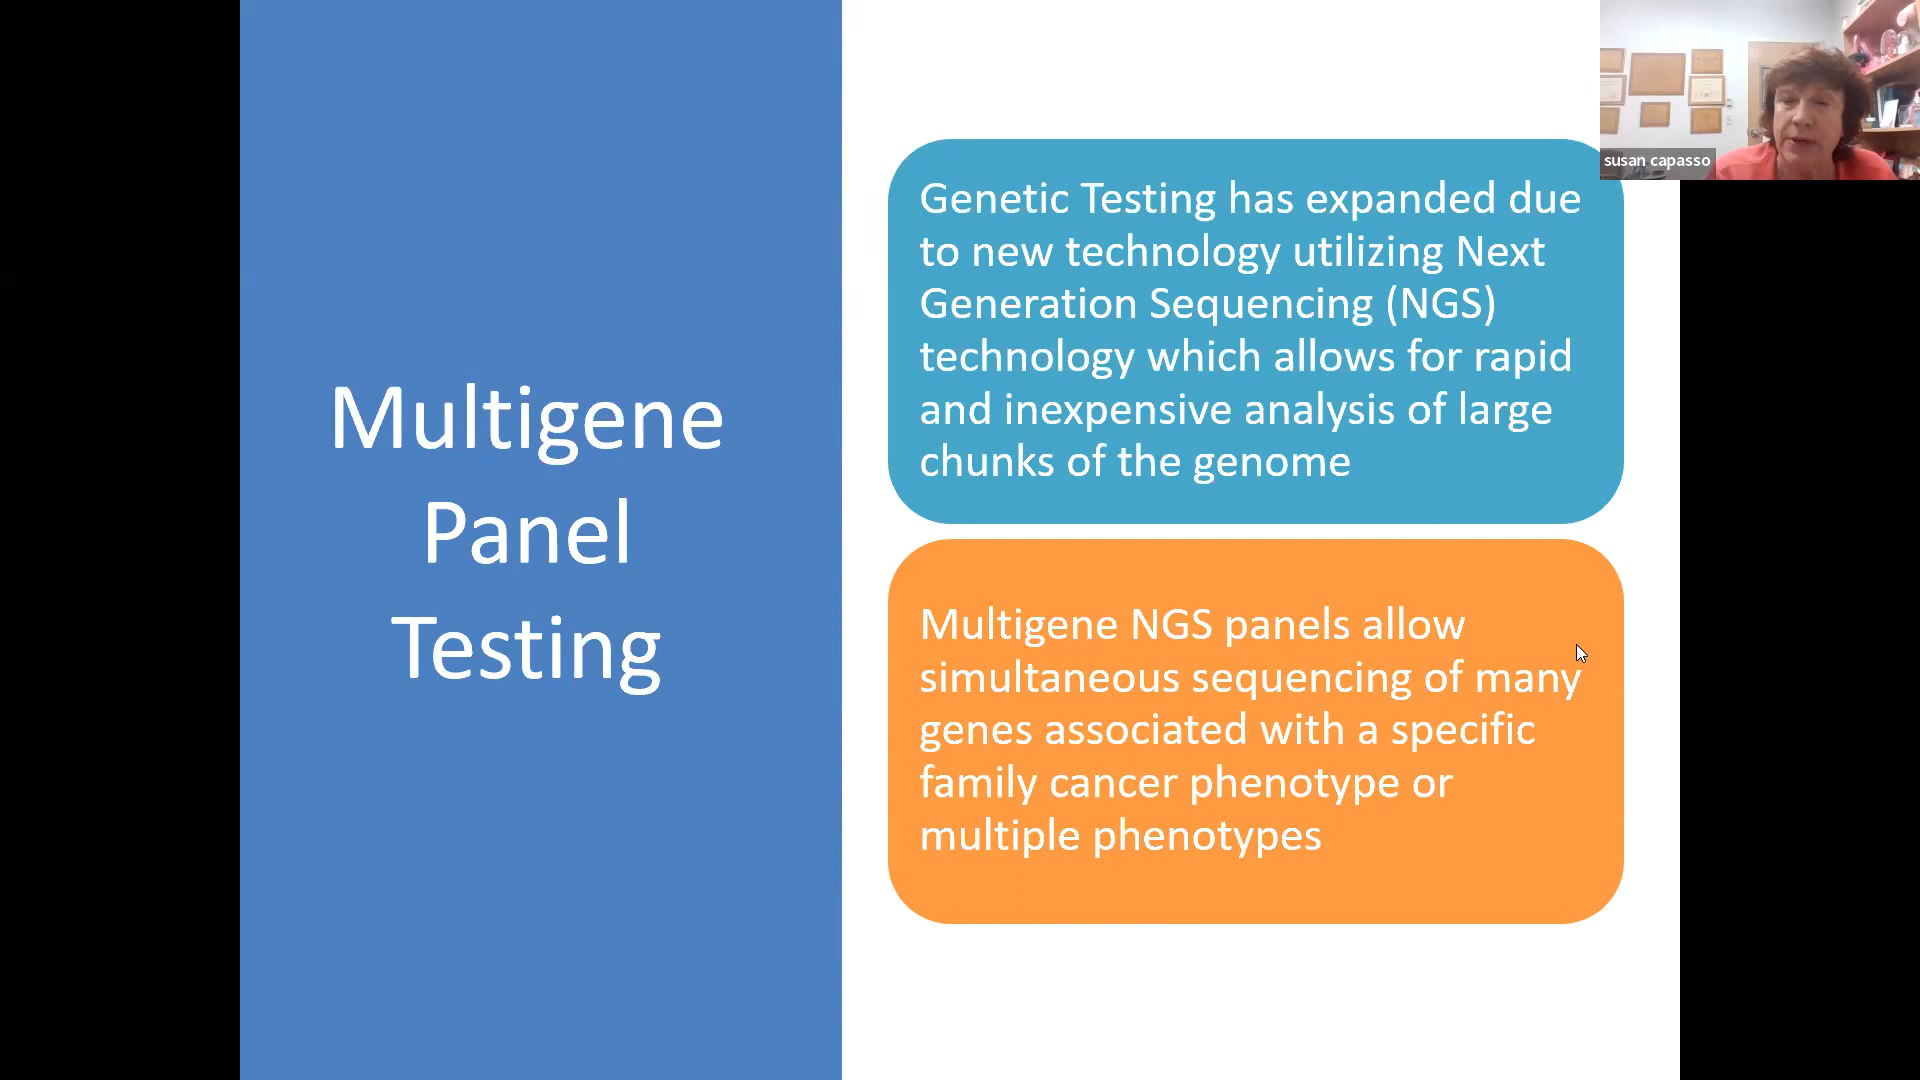 Multigene
Panel
Testing
Genetic Testing has expanded due
to new technology utilizing Next
Generation Sequencing (NGS)
technology which allows for rapid
and inexpensive analysis of large
chunks of the genome
Multigene NGS panels allow
simultaneous sequencing of many
genes associated with a specific
family cancer phenotype or
multiple phenotypes
susan capasso